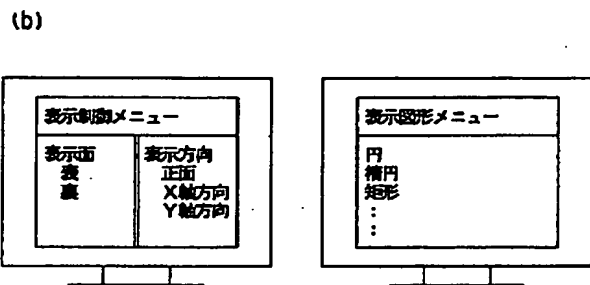 (b)
表示制御メニュー
表示面
表
裏
表示方向
正面
X軸方向
Y軸方向
表示図形メニュー
円
楕円
矩形
:
: